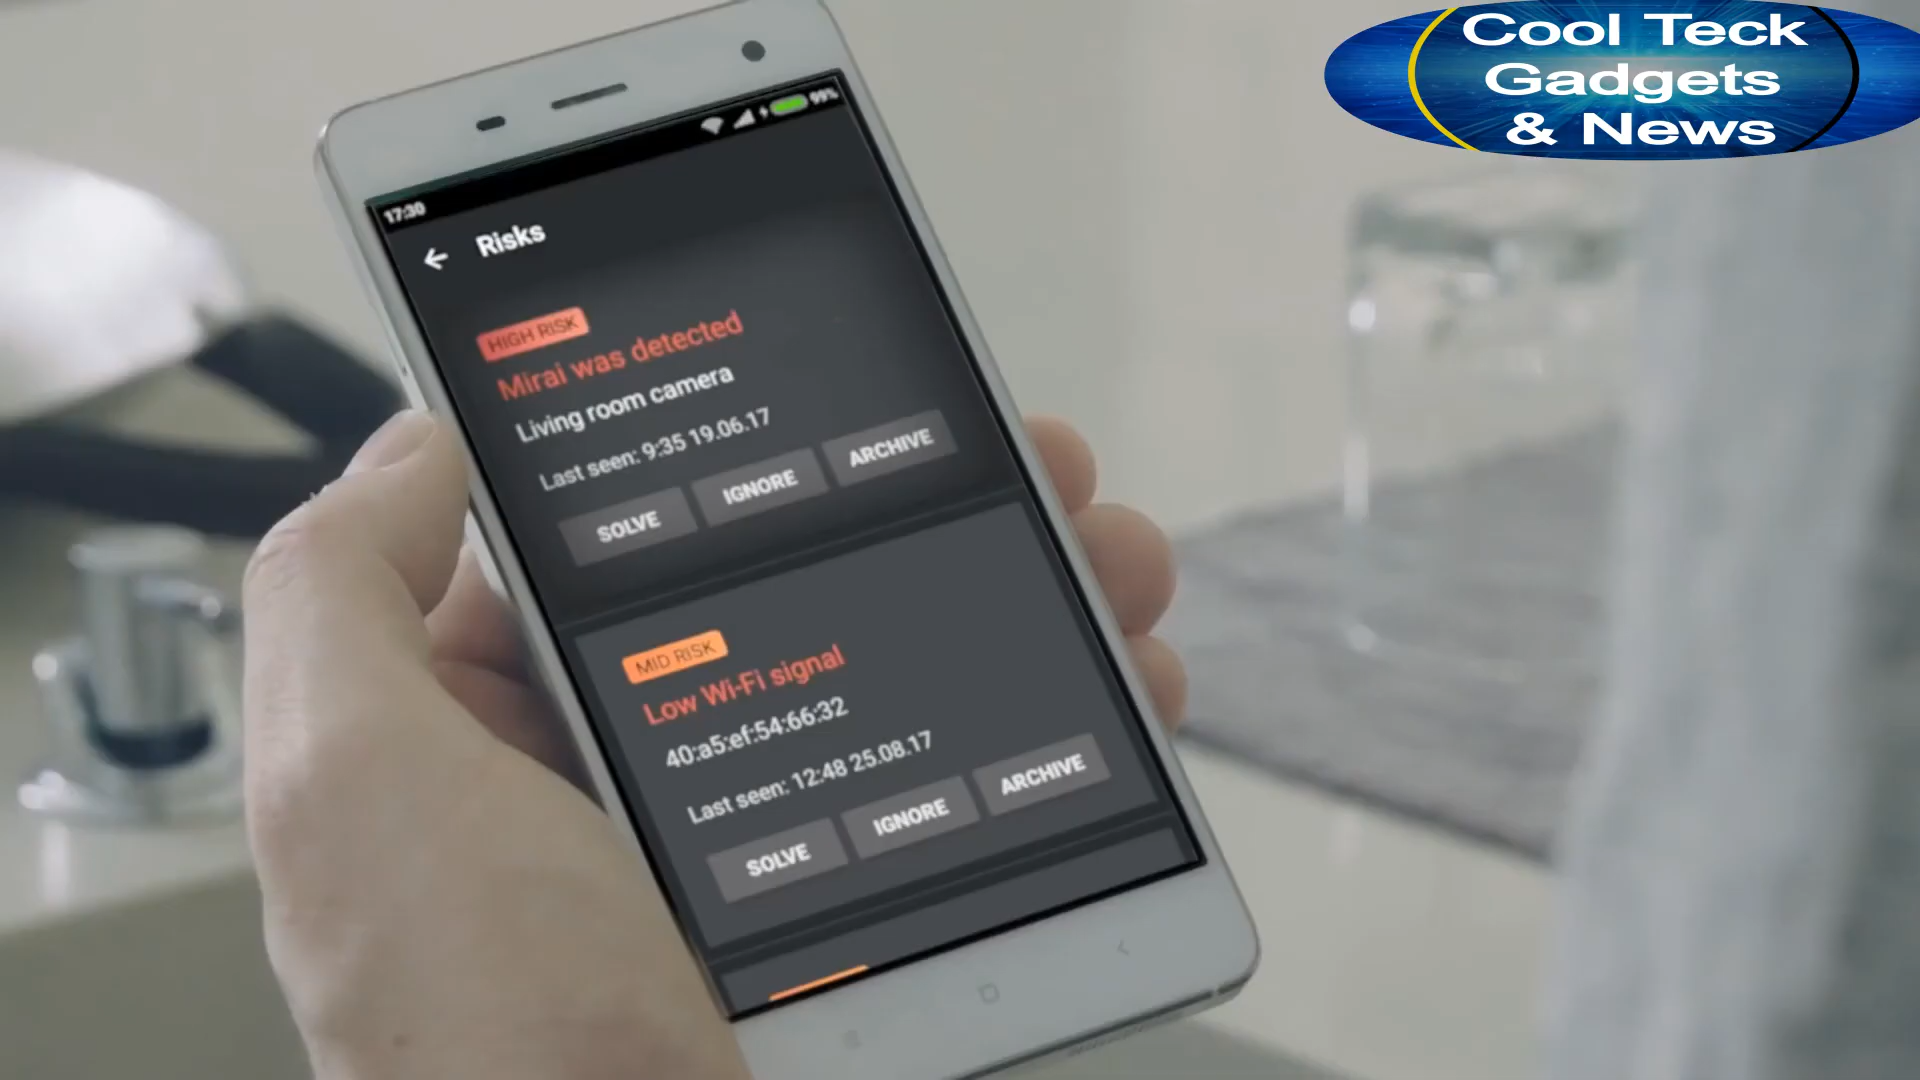 Cool Teck
Gadgets
& News
99%
17:30
Risks
HIGH RISK
Mirai was detected
Living room camera
Last seen: 9:35 19.06.17
SOLVE IGNORE ARCHIVE
MID RISK
Low Wi-Fi signal
40:a5:ef:54:66:32
Last seen: 12:48 25.08.17
SOLVE IGNORE ARCHIVE